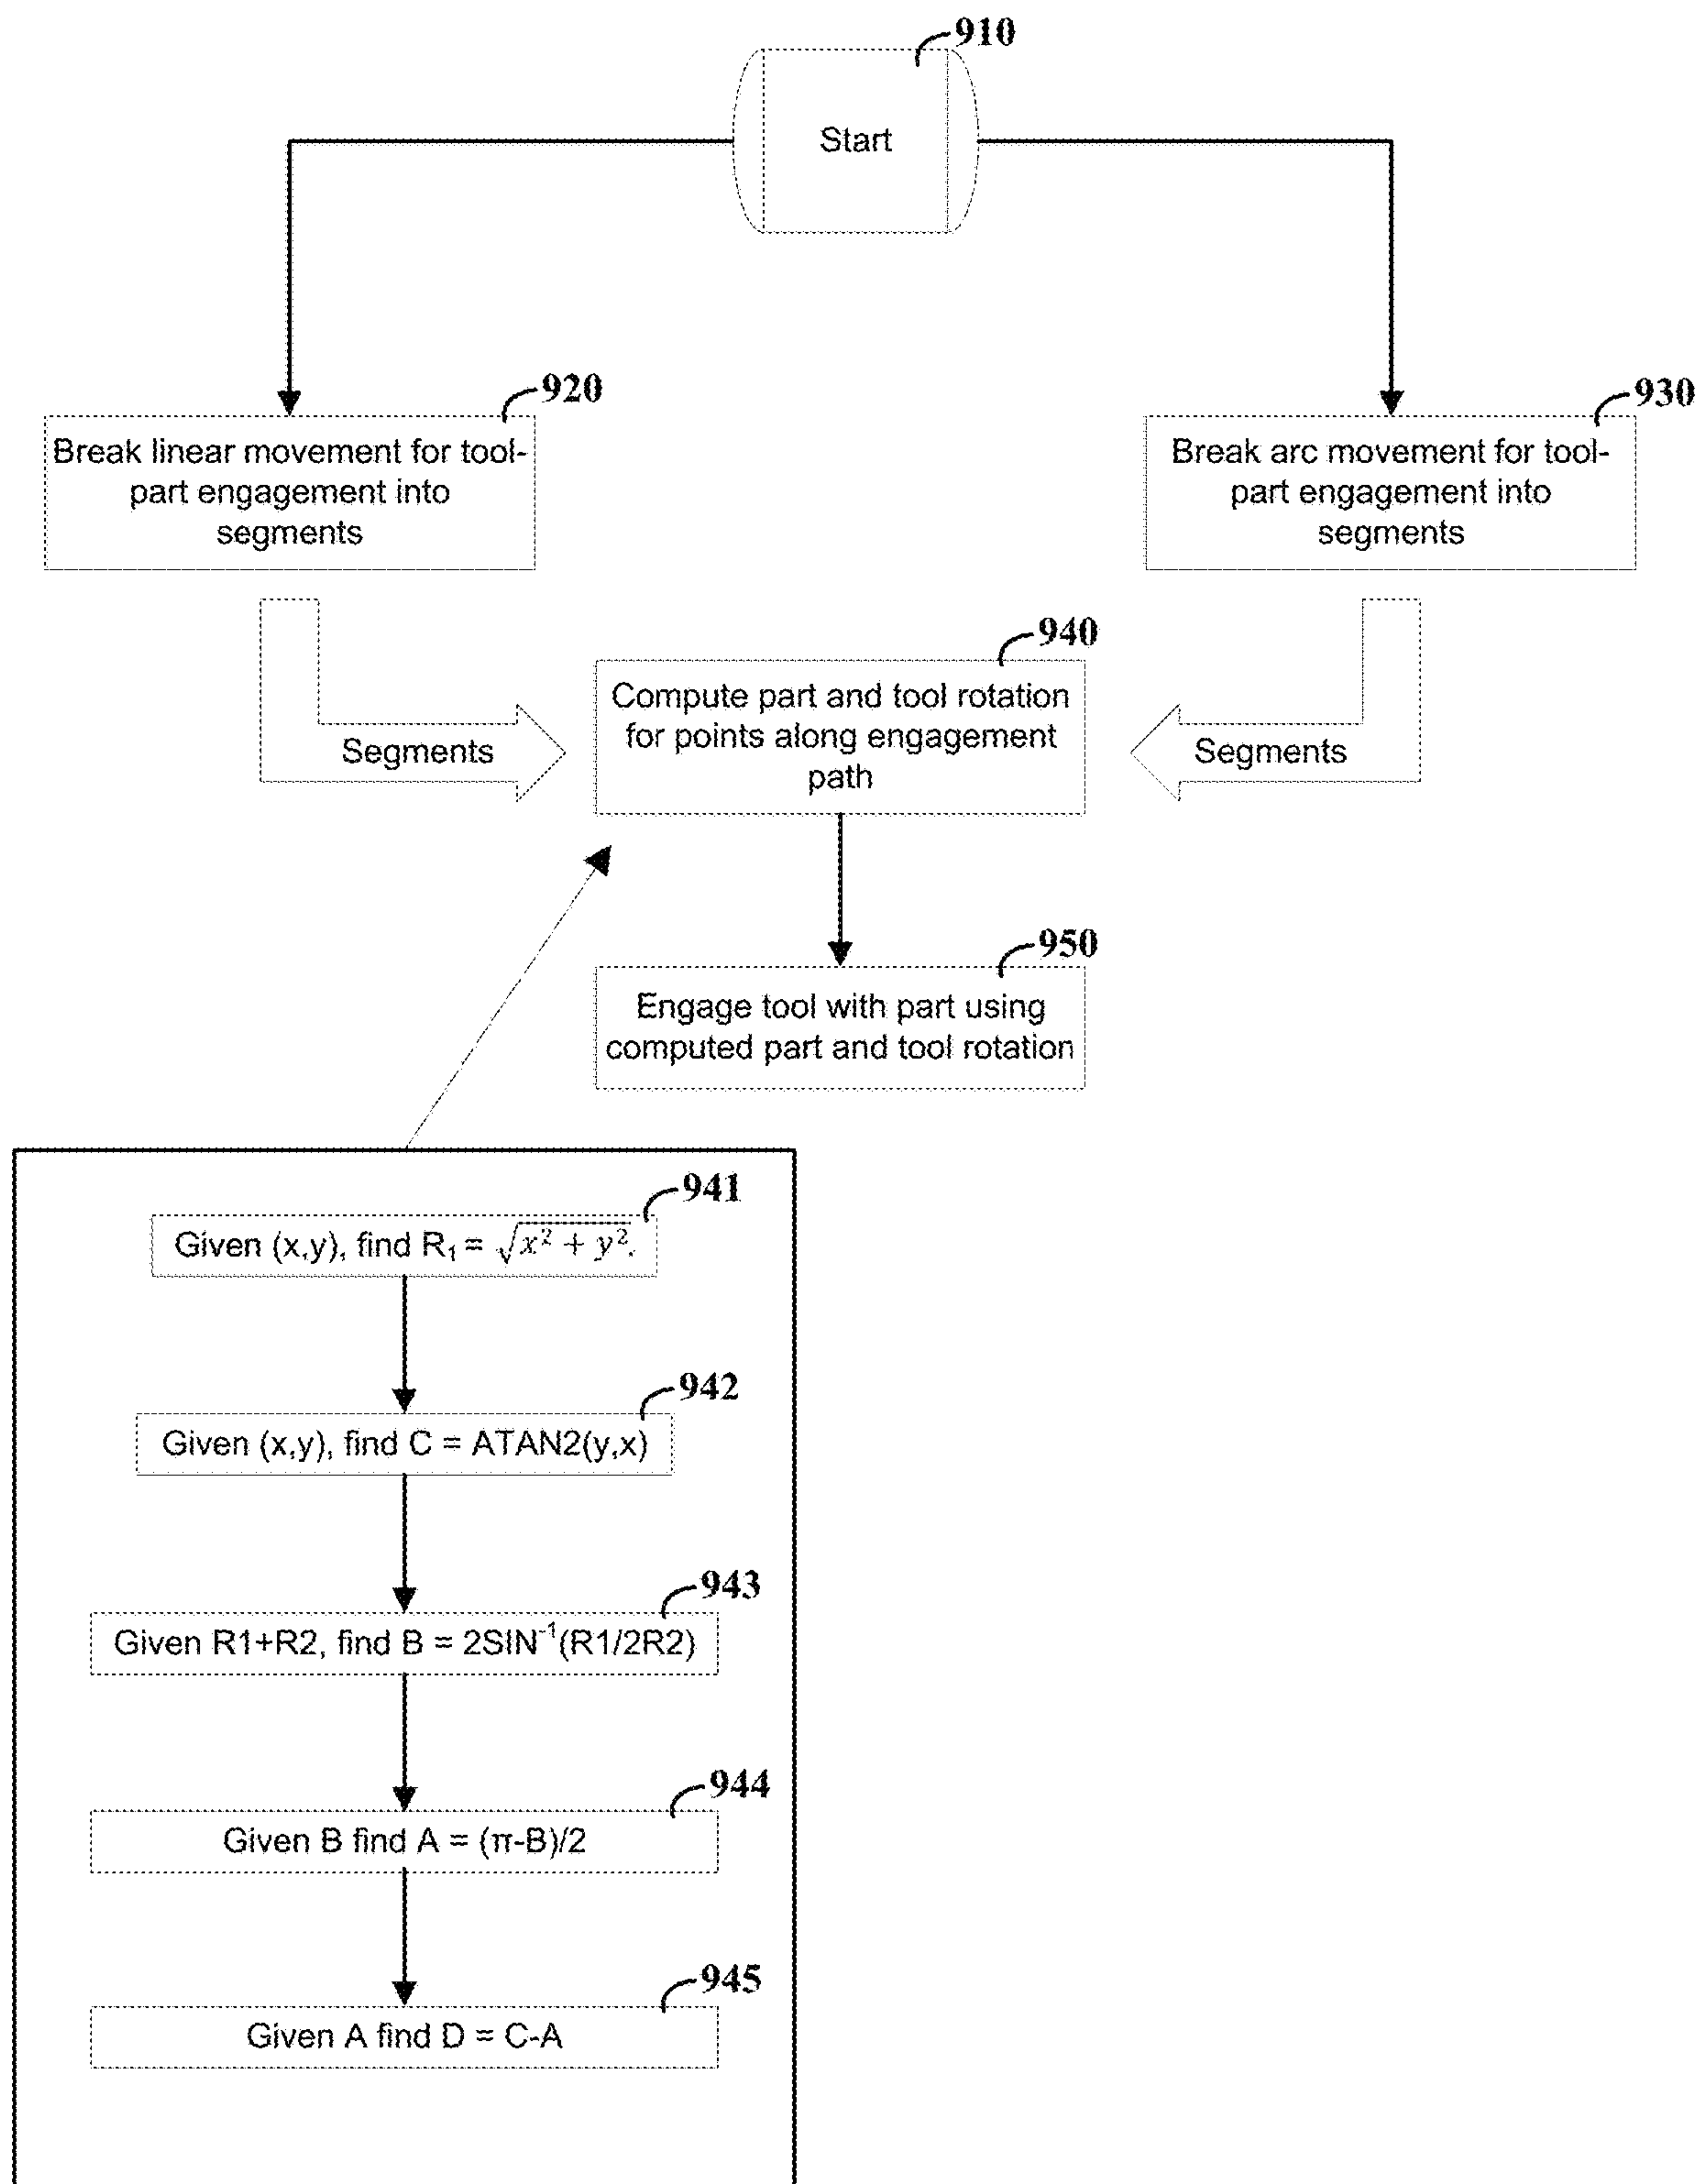 910
Start
920
Break linear movement for tool-
part engagement into
segments
930
Break arc movement for tool-
part engagement into
segments
940
Compute part and tool rotation
for points along engagement
path
Segments
Segments
950
Engage tool with part using
computed part and tool rotation
941
Given (x,y), find R₁ = √x² + y².
942
Given (x,y), find C = ATAN2(y,x)
943
Given R1+R2, find B = 2SIN⁻¹(R1/2R2)
944
Given B find A = (π-B)/2
945
Given A find D = C-A